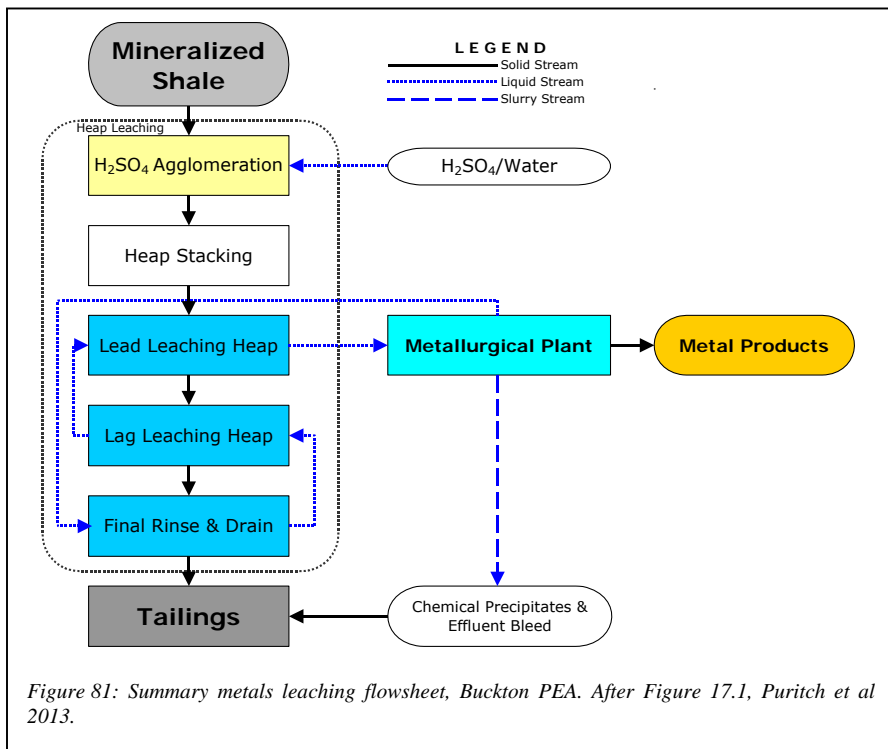 Mineralized
Shale
LEGEND
Solid Stream
Liquid Stream
Slurry Stream
Heap Leaching
H₂SO₄ Agglomeration
H₂SO₄/Water
Heap Stacking
Lead Leaching Heap
Metallurgical Plant
Metal Products
Lag Leaching Heap
Final Rinse & Drain
Tailings
Chemical Precipitates &
Effluent Bleed
Figure 81: Summary metals leaching flowsheet, Buckton PEA. After Figure 17.1, Puritch et al
2013.